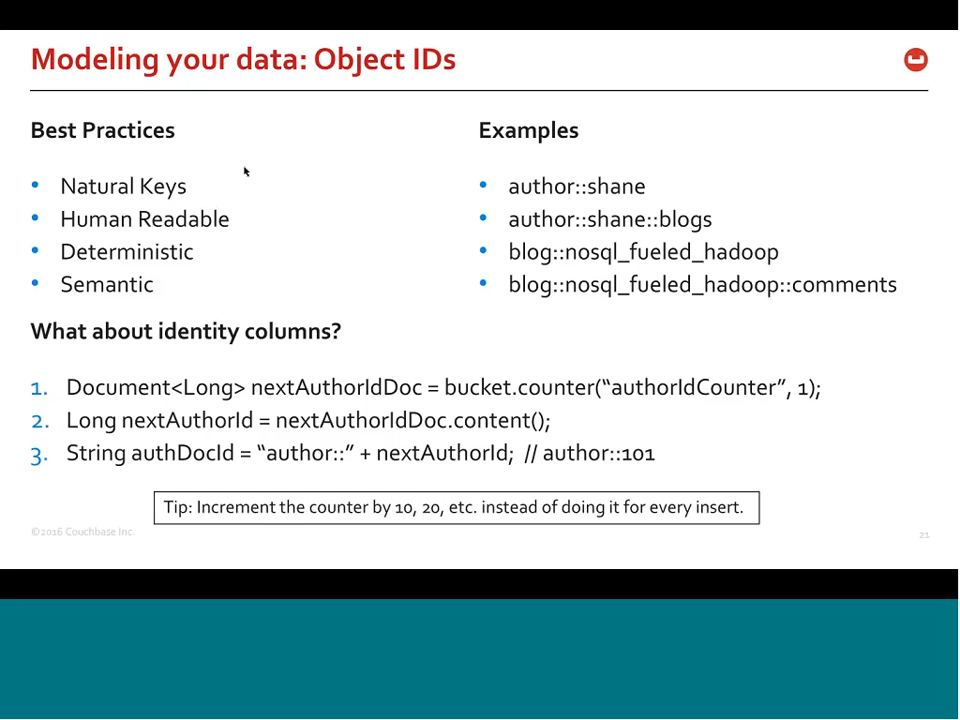 Modeling your data: Object IDs
Best Practices
• Natural Keys
• Human Readable
• Deterministic
• Semantic
Examples
• author::shane
• author::shane::blogs
• blog::nosql_fueled_hadoop
• blog::nosql_fueled_hadoop::comments
What about identity columns?
1. Document<Long> nextAuthorIdDoc = bucket.counter(“authorIdCounter”, 1);
2. Long nextAuthorId = nextAuthorIdDoc.content();
3. String authDocId = “author::” + nextAuthorId; // author::101
Tip: Increment the counter by 10, 20, etc. instead of doing it for every insert.
©2016 Couchbase Inc.
21